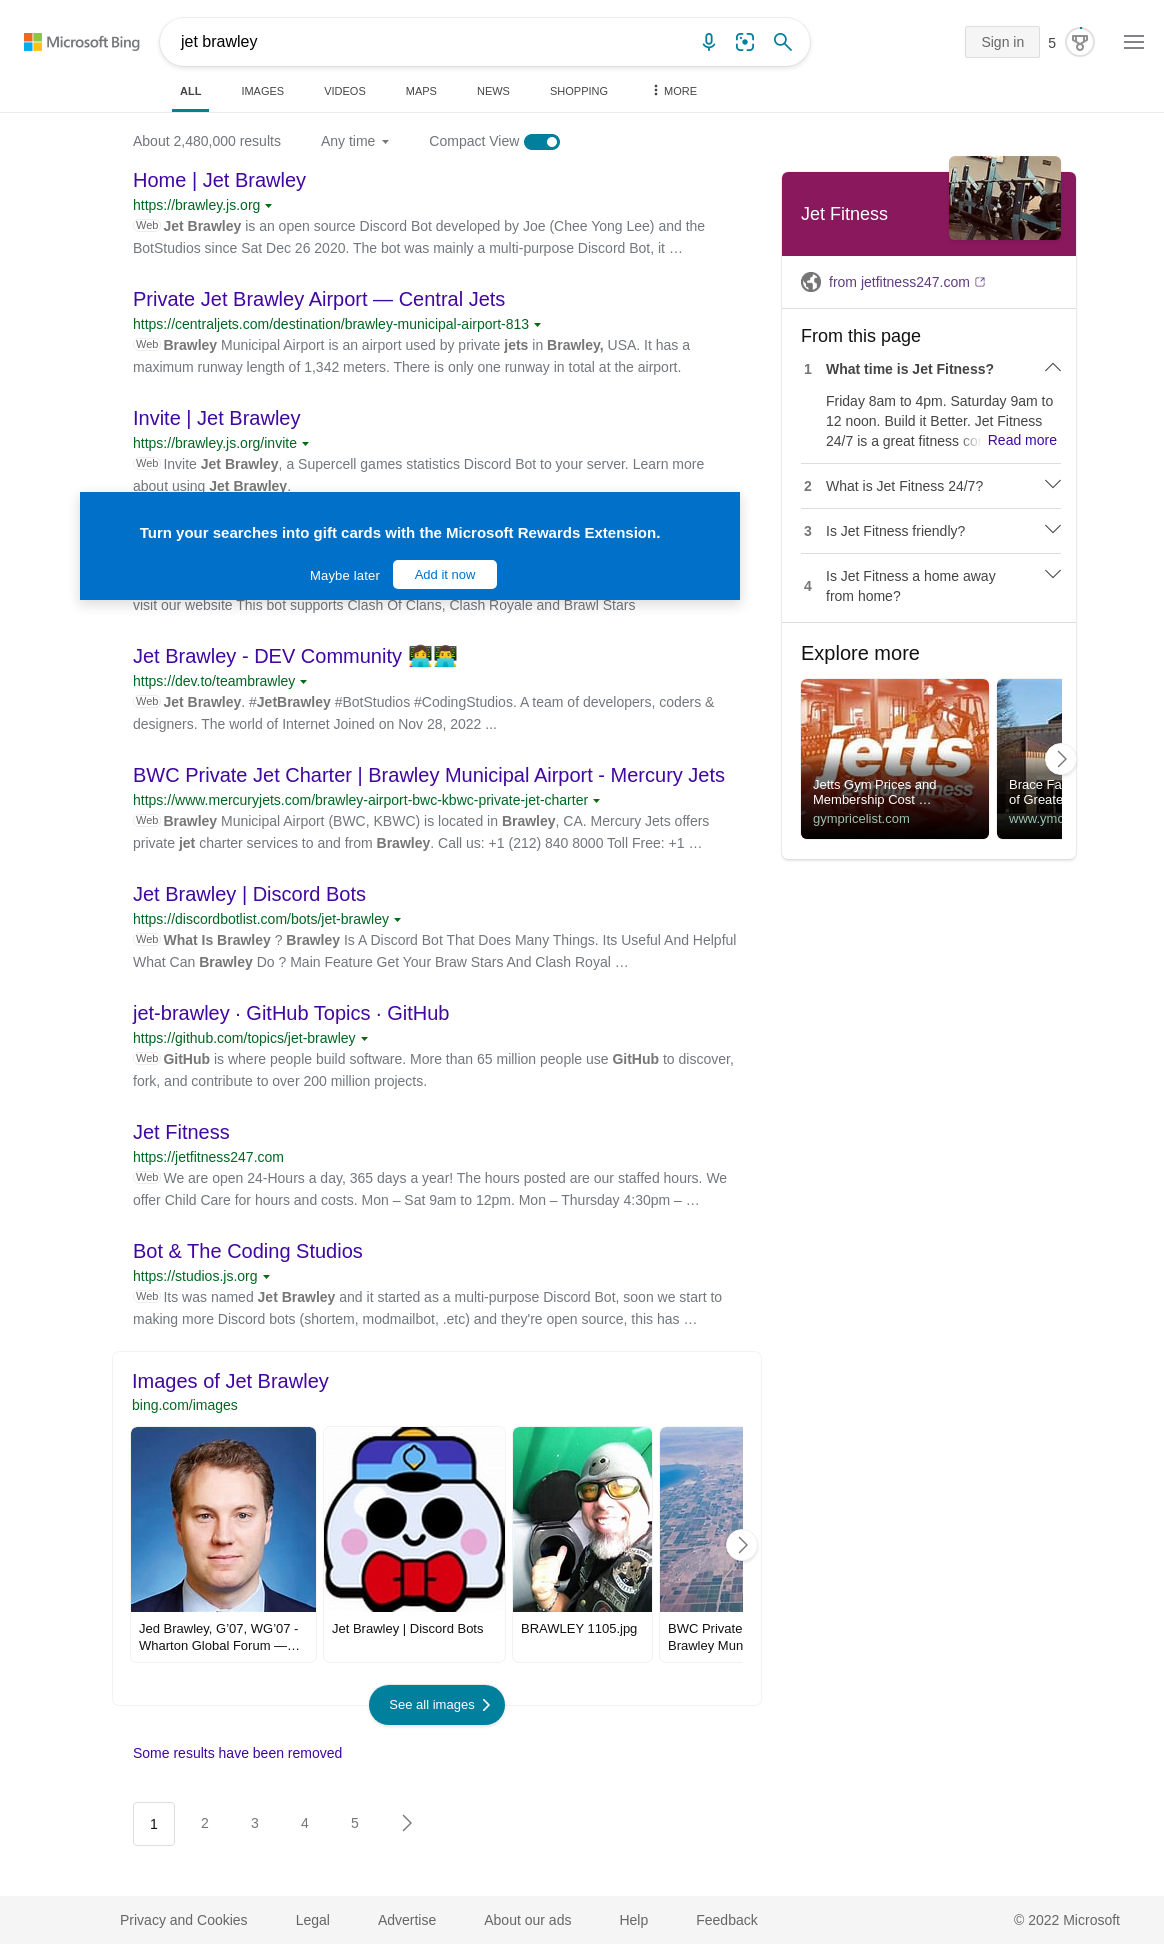 Microsoft Bing
jet brawley
Sign in
5
ALL
IMAGES
VIDEOS
MAPS
NEWS
SHOPPING
MORE
About 2,480,000 results
Any time
Compact View
Home | Jet Brawley
https://brawley.js.org
Web Jet Brawley is an open source Discord Bot developed by Joe (Chee Yong Lee) and the
BotStudios since Sat Dec 26 2020. The bot was mainly a multi-purpose Discord Bot, it …
Private Jet Brawley Airport — Central Jets
https://centraljets.com/destination/brawley-municipal-airport-813
Web Brawley Municipal Airport is an airport used by private jets in Brawley, USA. It has a
maximum runway length of 1,342 meters. There is only one runway in total at the airport.
Invite | Jet Brawley
https://brawley.js.org/invite
Web Invite Jet Brawley, a Supercell games statistics Discord Bot to your server. Learn more
about using Jet Brawley.
Turn your searches into gift cards with the Microsoft Rewards Extension.
Maybe later
Add it now
visit our website This bot supports Clash Of Clans, Clash Royale and Brawl Stars
Jet Brawley - DEV Community 👩‍💻👨‍💻
https://dev.to/teambrawley
Web Jet Brawley. #JetBrawley #BotStudios #CodingStudios. A team of developers, coders &
designers. The world of Internet Joined on Nov 28, 2022 ...
BWC Private Jet Charter | Brawley Municipal Airport - Mercury Jets
https://www.mercuryjets.com/brawley-airport-bwc-kbwc-private-jet-charter
Web Brawley Municipal Airport (BWC, KBWC) is located in Brawley, CA. Mercury Jets offers
private jet charter services to and from Brawley. Call us: +1 (212) 840 8000 Toll Free: +1 …
Jet Brawley | Discord Bots
https://discordbotlist.com/bots/jet-brawley
Web What Is Brawley ? Brawley Is A Discord Bot That Does Many Things. Its Useful And Helpful
What Can Brawley Do ? Main Feature Get Your Braw Stars And Clash Royal …
jet-brawley · GitHub Topics · GitHub
https://github.com/topics/jet-brawley
Web GitHub is where people build software. More than 65 million people use GitHub to discover,
fork, and contribute to over 200 million projects.
Jet Fitness
https://jetfitness247.com
Web We are open 24-Hours a day, 365 days a year! The hours posted are our staffed hours. We
offer Child Care for hours and costs. Mon – Sat 9am to 12pm. Mon – Thursday 4:30pm – …
Bot & The Coding Studios
https://studios.js.org
Web Its was named Jet Brawley and it started as a multi-purpose Discord Bot, soon we start to
making more Discord bots (shortem, modmailbot, .etc) and they're open source, this has …
Images of Jet Brawley
bing.com/images
Jed Brawley, G'07, WG'07 -
Wharton Global Forum —…
Jet Brawley | Discord Bots
BRAWLEY 1105.jpg
BWC Private
Brawley Mun
See all images
Some results have been removed
1
2
3
4
5
Jet Fitness
from jetfitness247.com
From this page
1 What time is Jet Fitness?
Friday 8am to 4pm. Saturday 9am to
12 noon. Build it Better. Jet Fitness
24/7 is a great fitness co Read more
2 What is Jet Fitness 24/7?
3 Is Jet Fitness friendly?
4 Is Jet Fitness a home away
from home?
Explore more
jetts
24 hour fitness
Jetts Gym Prices and
Membership Cost …
gympricelist.com
Brace Fa
of Greate
www.ymc
Privacy and Cookies
Legal
Advertise
About our ads
Help
Feedback
© 2022 Microsoft